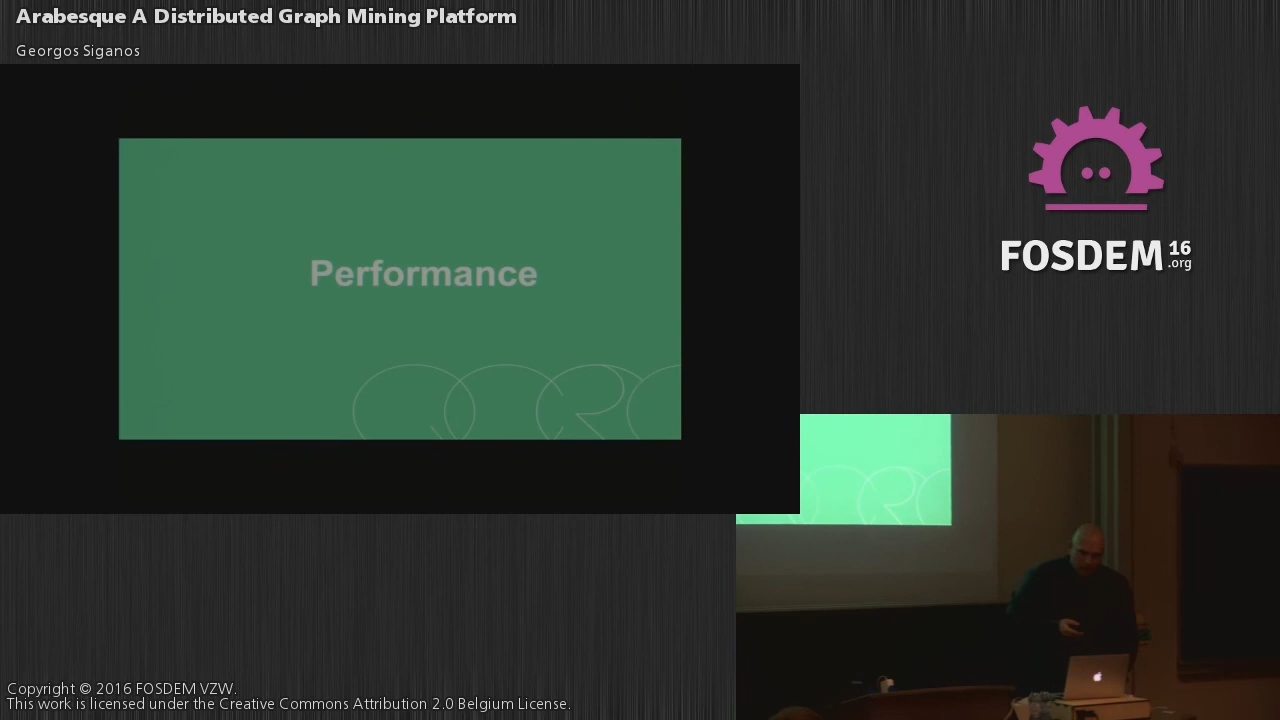 Arabesque A Distributed Graph Mining Platform
Georgos Siganos
Performance
FOSDEM 16
.org
Copyright © 2016 FOSDEM VZW.
This work is licensed under the Creative Commons Attribution 2.0 Belgium License.